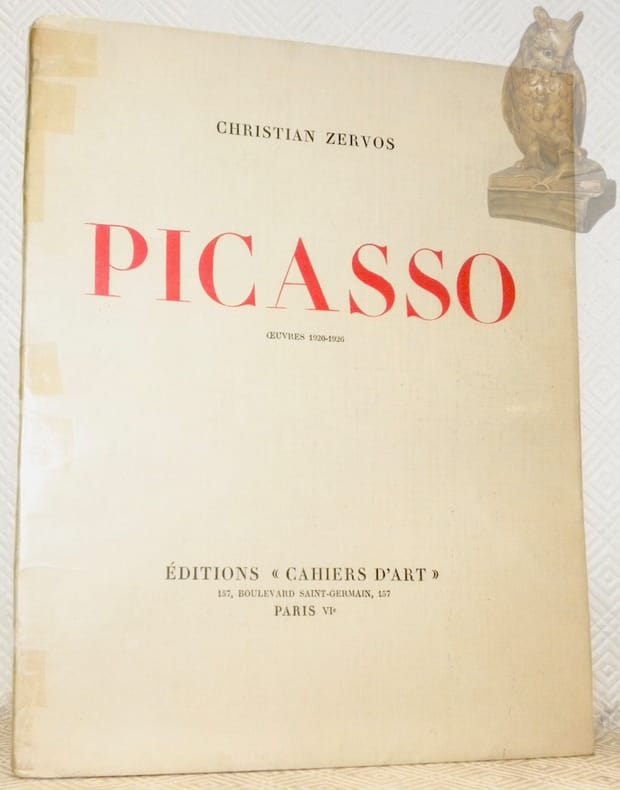 CHRISTIAN ZERVOS
PICASSO
ŒUVRES 1920-1926
ÉDITIONS « CAHIERS D'ART »
157, BOULEVARD SAINT-GERMAIN, 157
PARIS VIe